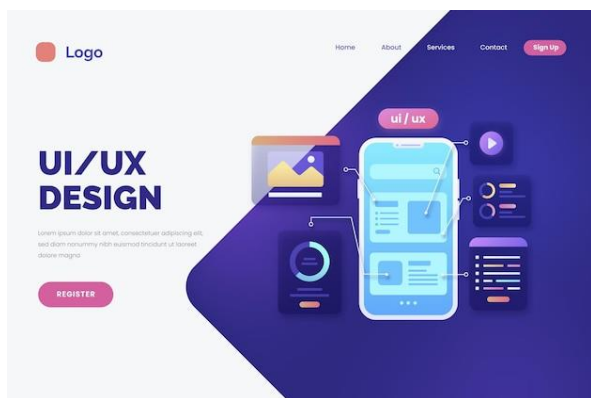 Logo
Home About Services Contact Sign Up
ui / ux
UI/UX
DESIGN
Lorem ipsum dolor sit amet, consectetuer adipiscing elit,
sed diam nonummy nibh euismod tincidunt ut laoreet
dolore magna.
REGISTER